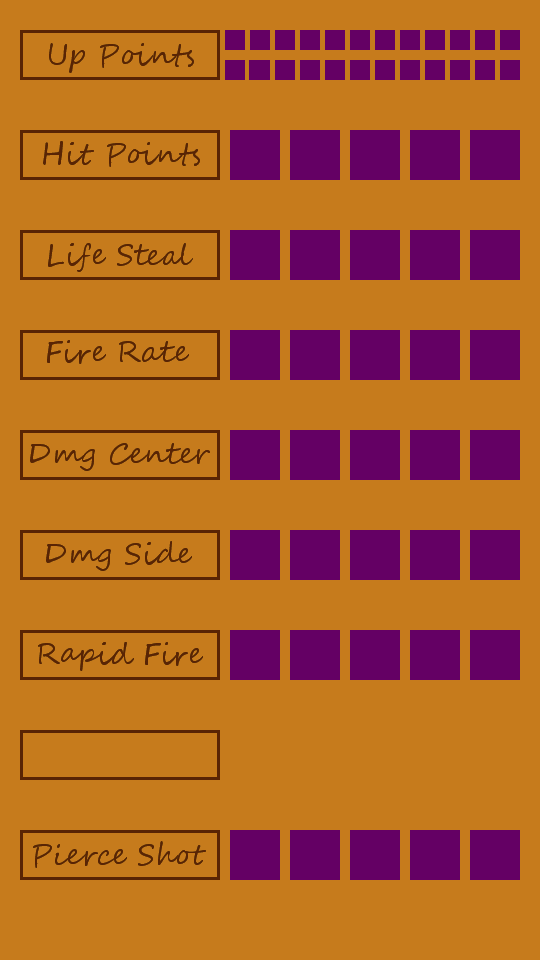 Up Points
Hit Points
Life Steal
Fire Rate
Dmg Center
Dmg Side
Rapid Fire
Pierce Shot